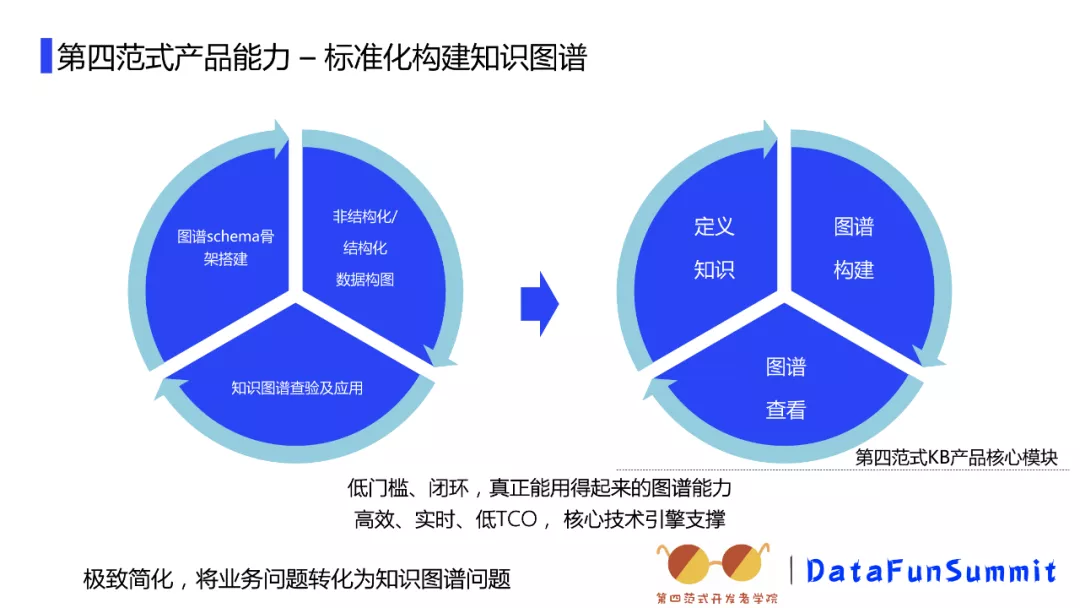 第四范式产品能力 – 标准化构建知识图谱
图谱schema骨
架搭建
非结构化/
结构化
数据构图
知识图谱查验及应用
定义
知识
图谱
构建
图谱
查看
第四范式KB产品核心模块
低门槛、闭环，真正能用得起来的图谱能力
高效、实时、低TCO， 核心技术引擎支撑
极致简化，将业务问题转化为知识图谱问题
第四范式开发者学院
DataFunSummit